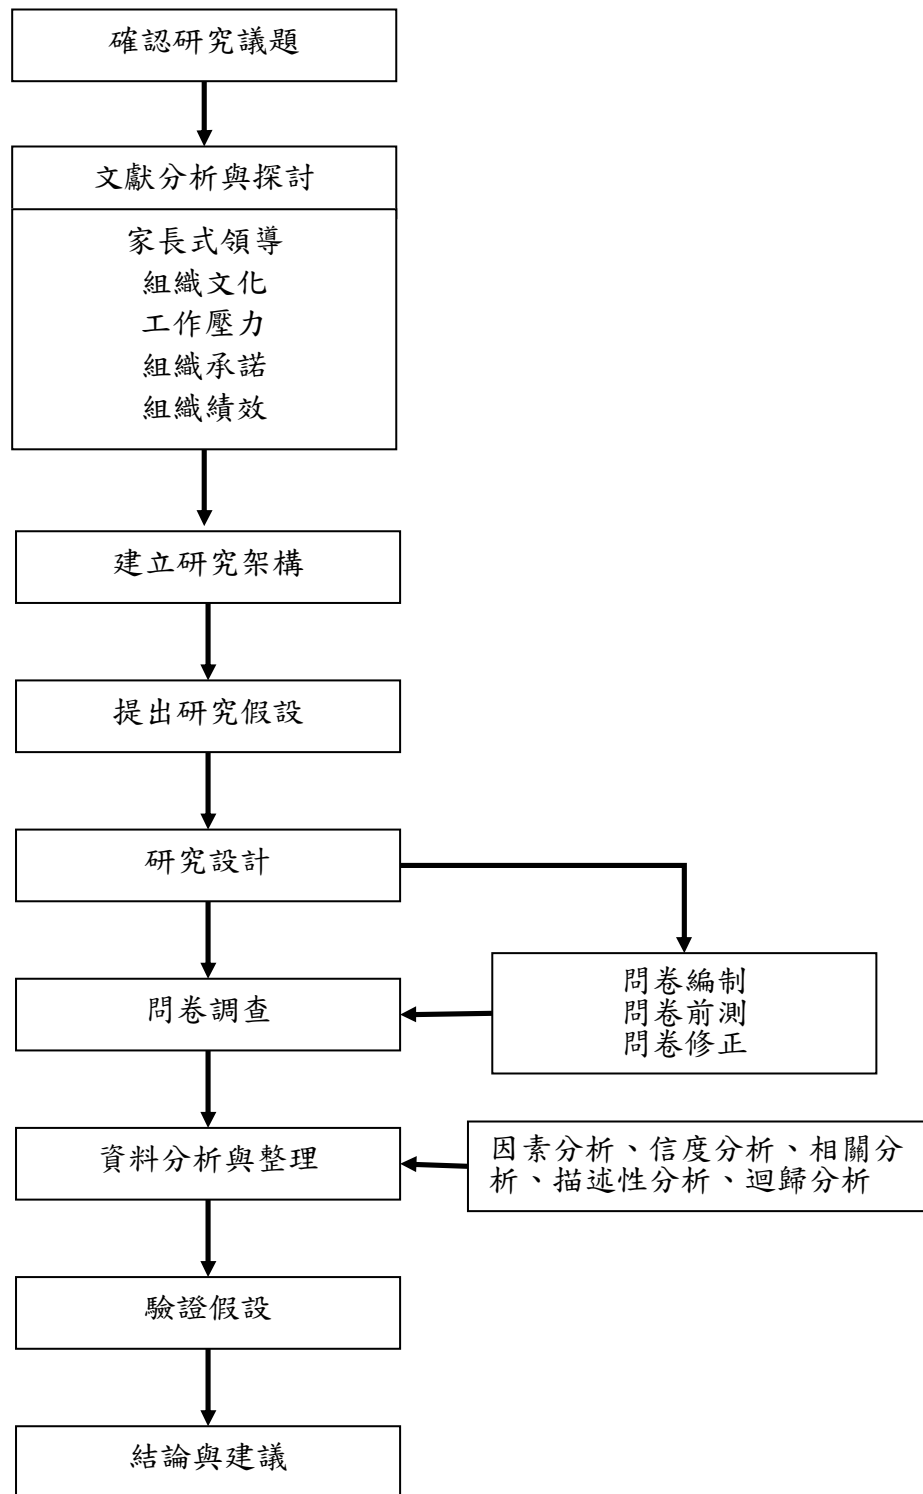 確認研究議題
文獻分析與探討
家長式領導
組織文化
工作壓力
組織承諾
組織績效
建立研究架構
提出研究假設
研究設計
問卷編制
問卷前測
問卷修正
問卷調查
因素分析、信度分析、相關分
析、描述性分析、迴歸分析
資料分析與整理
驗證假設
結論與建議